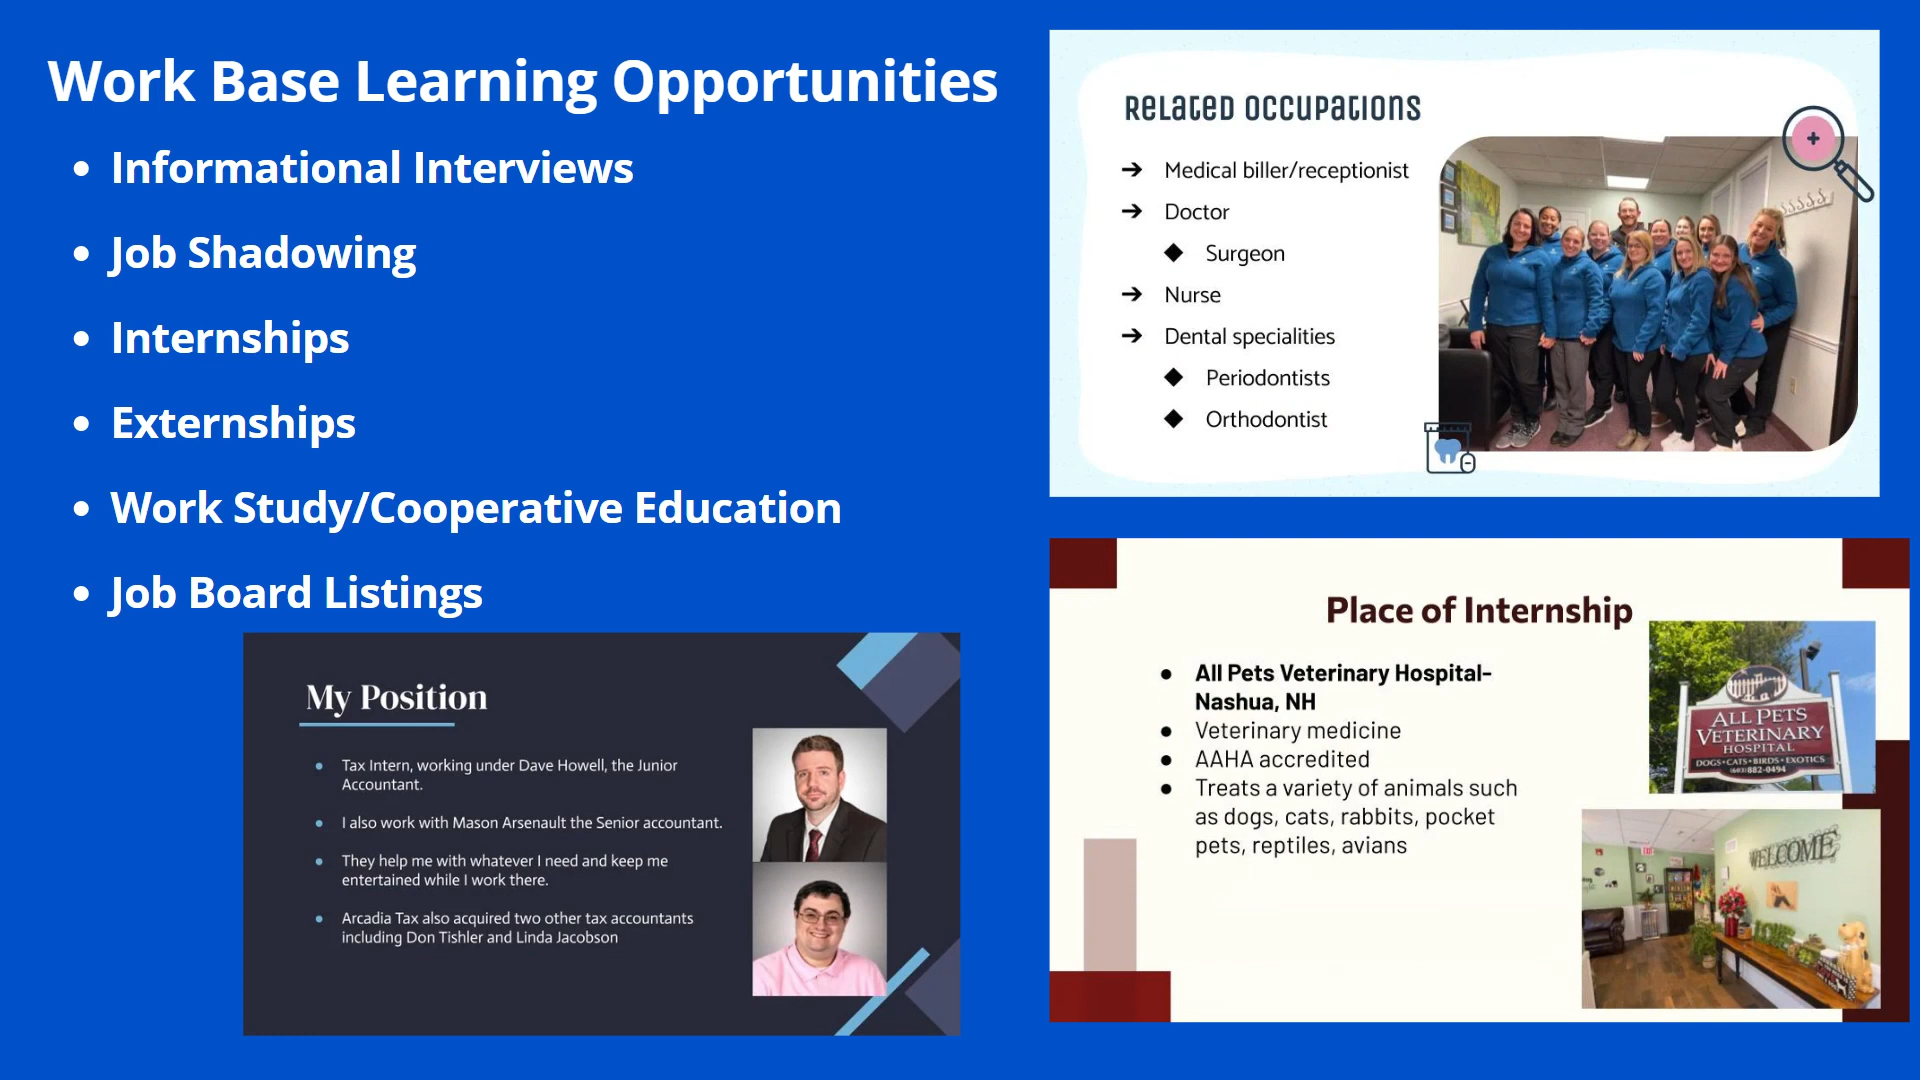 Work Base Learning Opportunities
• Informational Interviews
• Job Shadowing
• Internships
• Externships
• Work Study/Cooperative Education
• Job Board Listings
My Position
• Tax Intern, working under Dave Howell, the Junior
Accountant.
• I also work with Mason Arsenault the Senior accountant.
• They help me with whatever I need and keep me
entertained while I work there.
• Arcadia Tax also acquired two other tax accountants
including Don Tishler and Linda Jacobson
Related Occupations
➔ Medical biller/receptionist
➔ Doctor
◆ Surgeon
➔ Nurse
➔ Dental specialities
◆ Periodontists
◆ Orthodontist
Place of Internship
● All Pets Veterinary Hospital-
Nashua, NH
● Veterinary medicine
● AAHA accredited
● Treats a variety of animals such
as dogs, cats, rabbits, pocket
pets, reptiles, avians
ALL PETS
VETERINARY
HOSPITAL
DOGS•CATS•BIRDS•EXOTICS
(603) 882-0494
WELCOME
EXIT